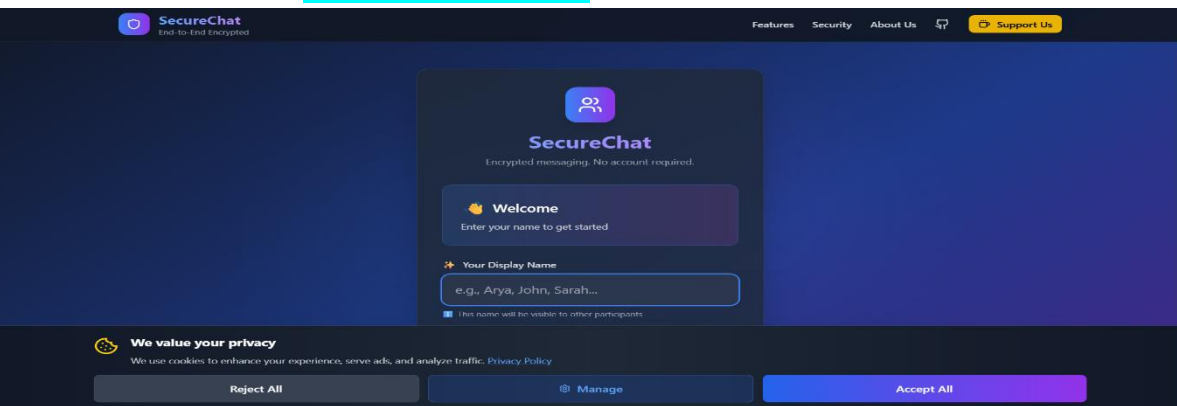 SecureChat
End-to-End Encrypted
Features Security About Us Support Us
SecureChat
Encrypted messaging. No account required.
👋 Welcome
Enter your name to get started
✨ Your Display Name
e.g., Arya, John, Sarah...
ℹ️ This name will be visible to other participants
We value your privacy
We use cookies to enhance your experience, serve ads, and analyze traffic. Privacy Policy
Reject All Manage Accept All